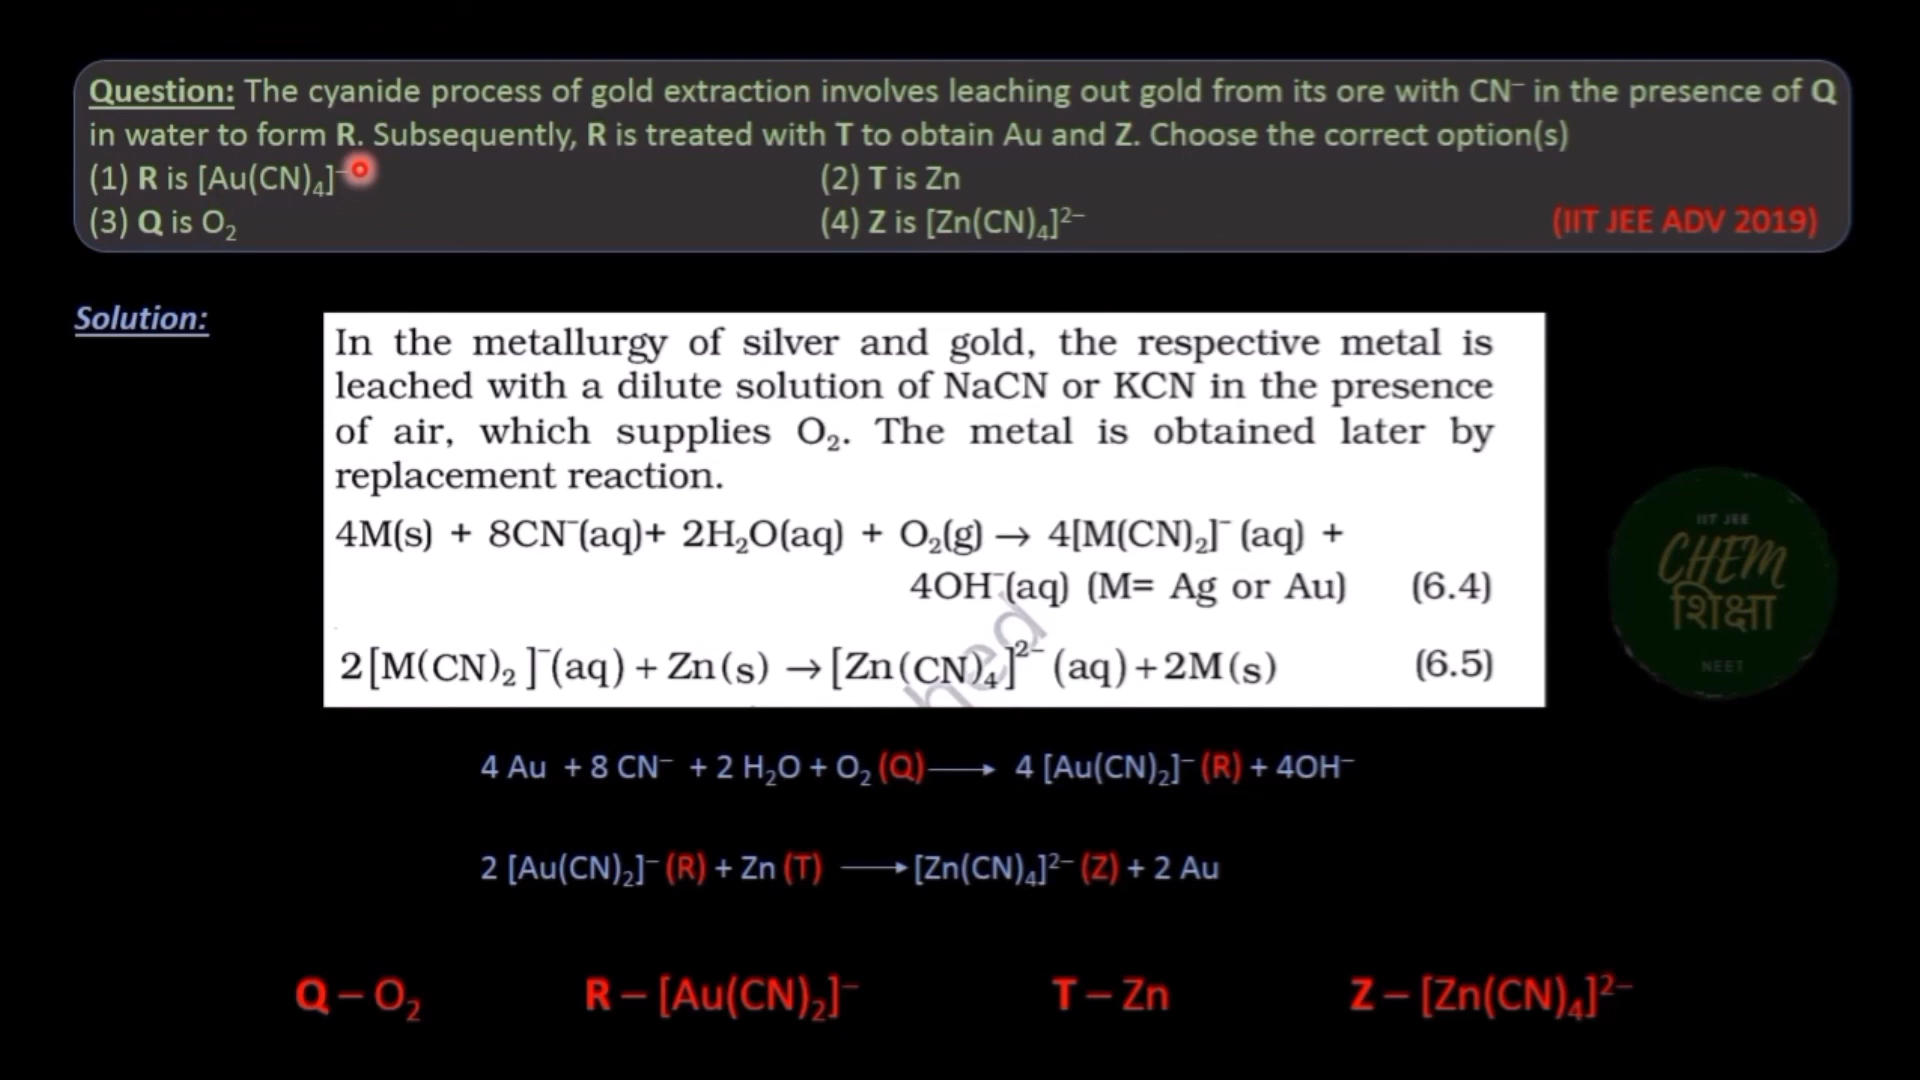 Question: The cyanide process of gold extraction involves leaching out gold from its ore with CN⁻ in the presence of Q
in water to form R. Subsequently, R is treated with T to obtain Au and Z. Choose the correct option(s)
(1) R is [Au(CN)₄]⁻ (2) T is Zn
(3) Q is O₂ (4) Z is [Zn(CN)₄]²⁻ (IIT JEE ADV 2019)
Solution:
In the metallurgy of silver and gold, the respective metal is
leached with a dilute solution of NaCN or KCN in the presence
of air, which supplies O₂. The metal is obtained later by
replacement reaction.
4M(s) + 8CN⁻(aq)+ 2H₂O(aq) + O₂(g) → 4[M(CN)₂]⁻ (aq) +
4OH⁻(aq) (M= Ag or Au) (6.4)
2[M(CN)₂]⁻(aq) + Zn(s) → [Zn(CN)₄]²⁻ (aq) + 2M(s) (6.5)
hed
IIT JEE
CHEM
शिक्षा
NEET
4 Au + 8 CN⁻ + 2 H₂O + O₂ (Q) ⟶ 4 [Au(CN)₂]⁻ (R) + 4OH⁻
2 [Au(CN)₂]⁻ (R) + Zn (T) ⟶ [Zn(CN)₄]²⁻ (Z) + 2 Au
Q – O₂ R – [Au(CN)₂]⁻ T – Zn Z – [Zn(CN)₄]²⁻